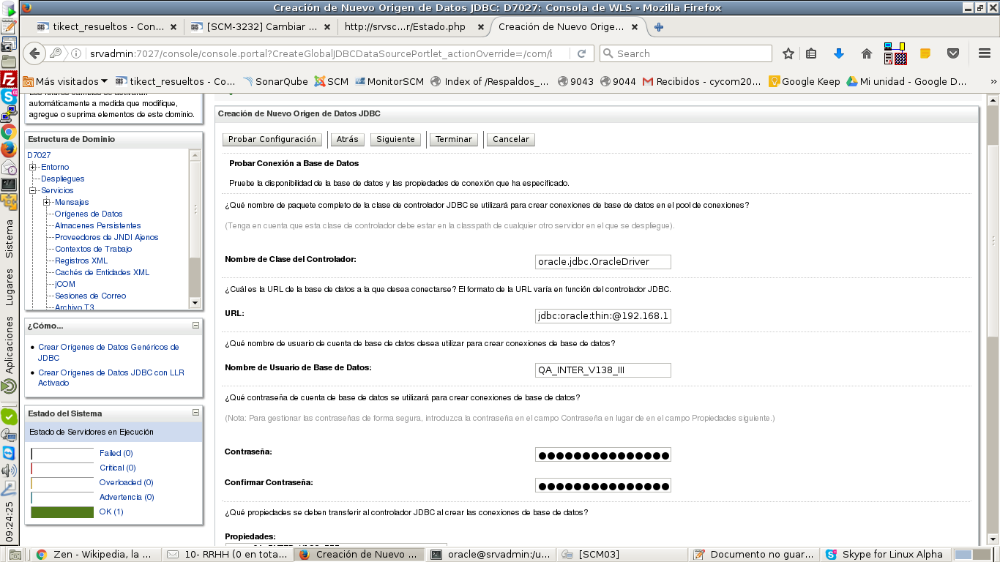 Creación de Nuevo Origen de Datos JDBC: D7027: Consola de WLS - Mozilla Firefox
tikect_resueltos - Con...
[SCM-3232] Cambiar ...
http://srvsc...r/Estado.php
Creación de Nuevo Orige...
srvadmin:7027/console/console.portal?CreateGlobalJDBCDataSourcePortlet_actionOverride=/com/b
Search
Más visitados
tikect_resueltos - Co...
SonarQube
SCM
MonitorSCM
Index of /Respaldos_...
9043
9044
Recibidos - cycom20...
Google Keep
Mi unidad - Google D...
Los futuros cambios se activarán
automáticamente a medida que modifique,
agregue o suprima elementos de este dominio.
Estructura de Dominio
D7027
Entorno
Despliegues
Servicios
Mensajes
Orígenes de Datos
Almacenes Persistentes
Proveedores de JNDI Ajenos
Contextos de Trabajo
Registros XML
Cachés de Entidades XML
jCOM
Sesiones de Correo
Archivo T3
¿Cómo...
Crear Orígenes de Datos Genéricos de
JDBC
Crear Orígenes de Datos JDBC con LLR
Activado
Estado del Sistema
Estado de Servidores en Ejecución
Failed (0)
Critical (0)
Overloaded (0)
Advertencia (0)
OK (1)
Creación de Nuevo Origen de Datos JDBC
Probar Configuración Atrás Siguiente Terminar Cancelar
Probar Conexión a Base de Datos
Pruebe la disponibilidad de la base de datos y las propiedades de conexión que ha especificado.
¿Qué nombre de paquete completo de la clase de controlador JDBC se utilizará para crear conexiones de base de datos en el pool de conexiones?
(Tenga en cuenta que esta clase de controlador debe estar en la classpath de cualquier otro servidor en el que se despliegue).
Nombre de Clase del Controlador: oracle.jdbc.OracleDriver
¿Cuál es la URL de la base de datos a la que desea conectarse? El formato de la URL varía en función del controlador JDBC.
URL: jdbc:oracle:thin:@192.168.1
¿Qué nombre de usuario de cuenta de base de datos desea utilizar para crear conexiones de base de datos?
Nombre de Usuario de Base de Datos: QA_INTER_V138_III
¿Qué contraseña de cuenta de base de datos se utilizará para crear conexiones de base de datos?
(Nota: Para gestionar las contraseñas de forma segura, introduzca la contraseña en el campo Contraseña en lugar de en el campo Propiedades siguiente.)
Contraseña: ●●●●●●●●●●●●●●●
Confirmar Contraseña: ●●●●●●●●●●●●●●●
¿Qué propiedades se deben transferir al controlador JDBC al crear las conexiones de base de datos?
Propiedades:
Sistema
Lugares
Aplicaciones
09:24:25
Zen - Wikipedia, la ...
10- RRHH (0 en tota...
Creación de Nuevo ...
oracle@srvadmin:/u...
[SCM03]
Documento no guar...
Skype for Linux Alpha